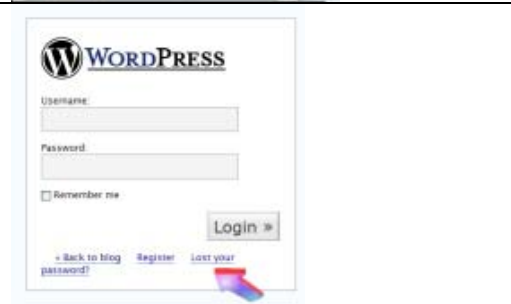 WORDPRESS
Username:
Password:
Remember me
Login »
« Back to blog Register Lost your
password?